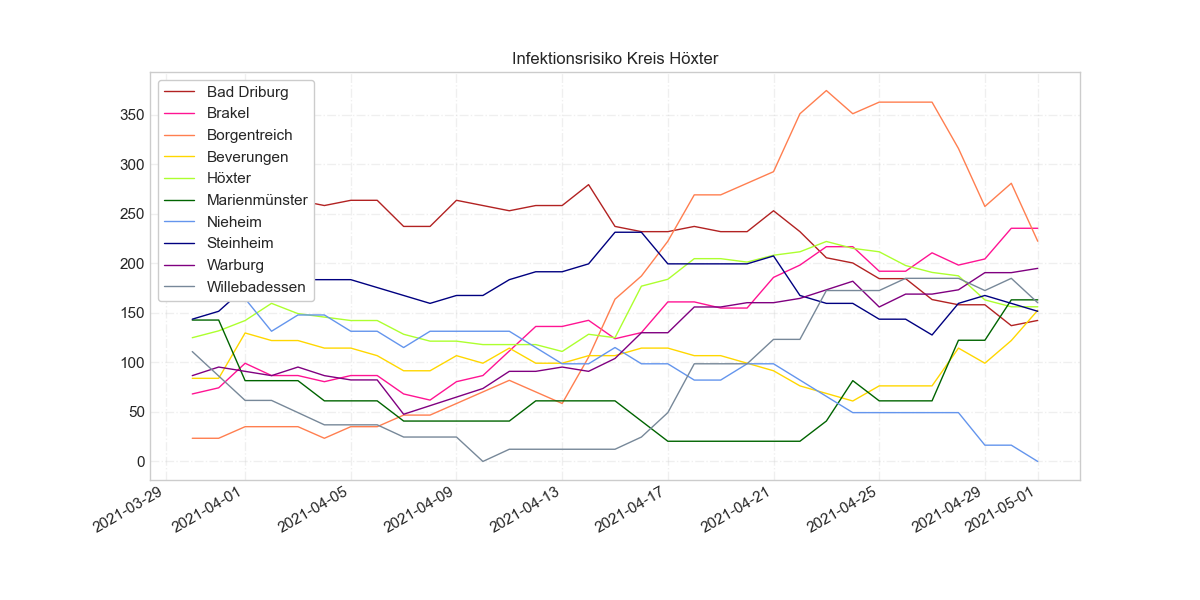 Infektionsrisiko Kreis Höxter
Bad Driburg
Brakel
Borgentreich
Beverungen
Höxter
Marienmünster
Nieheim
Steinheim
Warburg
Willebadessen
350
300
250
200
150
100
50
0
2021-03-29
2021-04-01
2021-04-05
2021-04-09
2021-04-13
2021-04-17
2021-04-21
2021-04-25
2021-04-29
2021-05-01